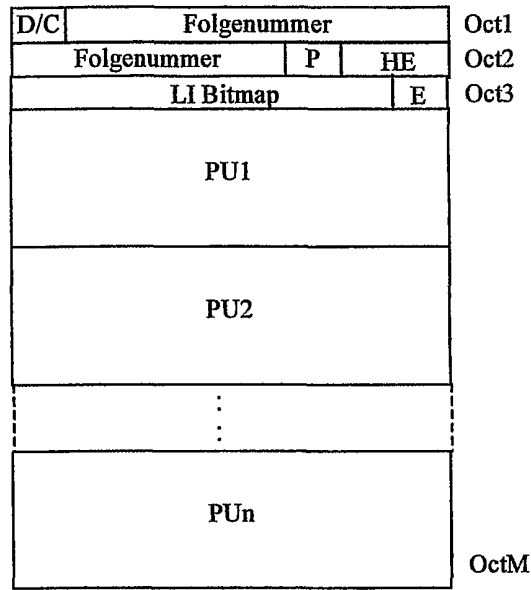 D/C Folgenummer Oct1
Folgenummer P HE Oct2
LI Bitmap E Oct3
PU1
PU2
PUn
OctM